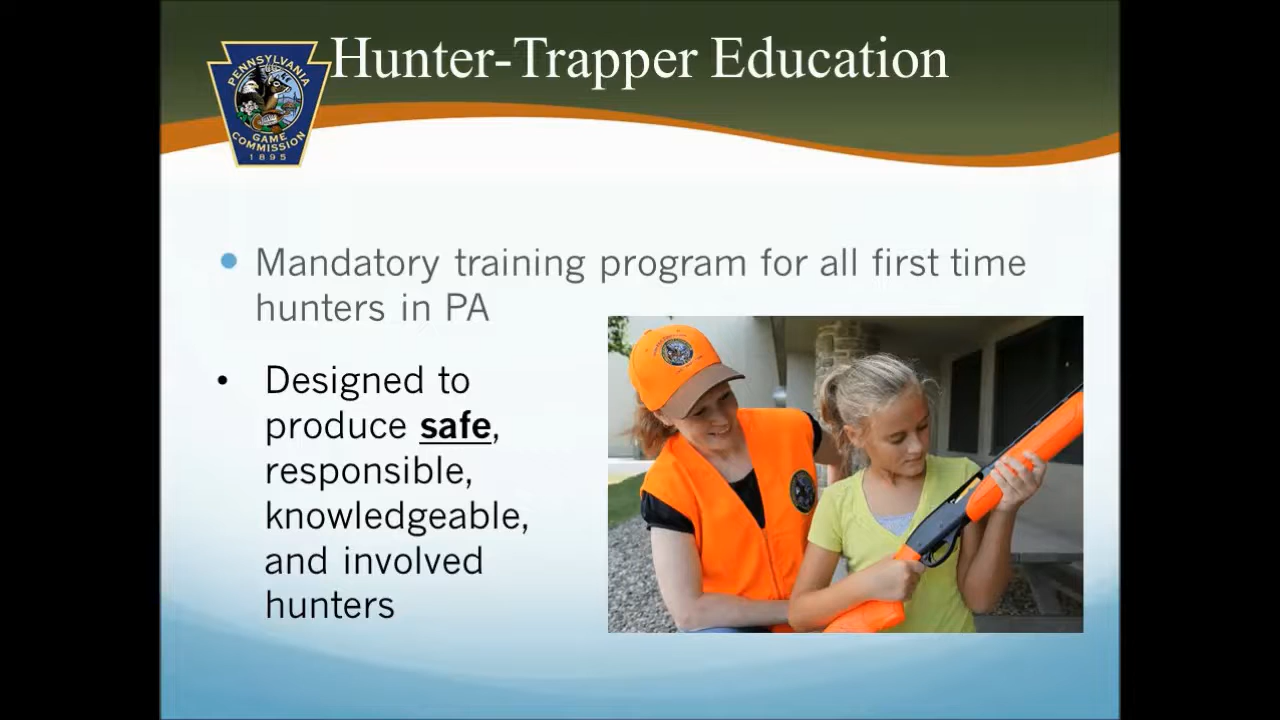 Hunter-Trapper Education
PENNSYLVANIA
GAME
COMMISSION
1895
Mandatory training program for all first time
hunters in PA
Designed to
produce safe,
responsible,
knowledgeable,
and involved
hunters